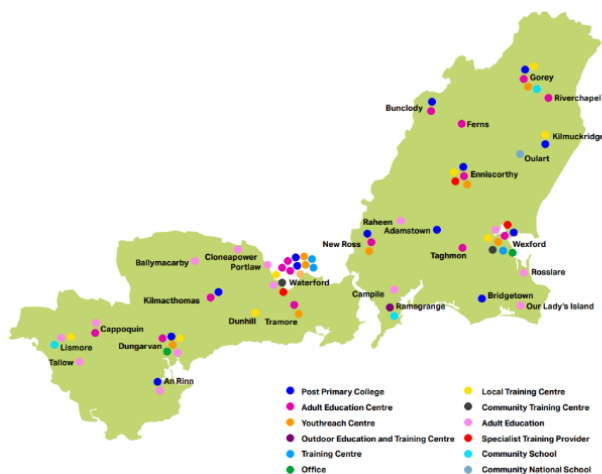 Gorey
Riverchapel
Bunclody
Ferns
Kilmuckridge
Oulart
Enniscorthy
Raheen
Adamstown
Wexford
New Ross
Taghmon
Cloneapower
Ballymacarby
Portlaw
Rosslare
Waterford
Campile
Kilmacthomas
Ramsgrange
Bridgetown
Our Lady's Island
Dunhill
Tramore
Cappoquin
Lismore
Dungarvan
Tallow
An Rinn
Post Primary College
Adult Education Centre
Youthreach Centre
Outdoor Education and Training Centre
Training Centre
Office
Local Training Centre
Community Training Centre
Adult Education
Specialist Training Provider
Community School
Community National School